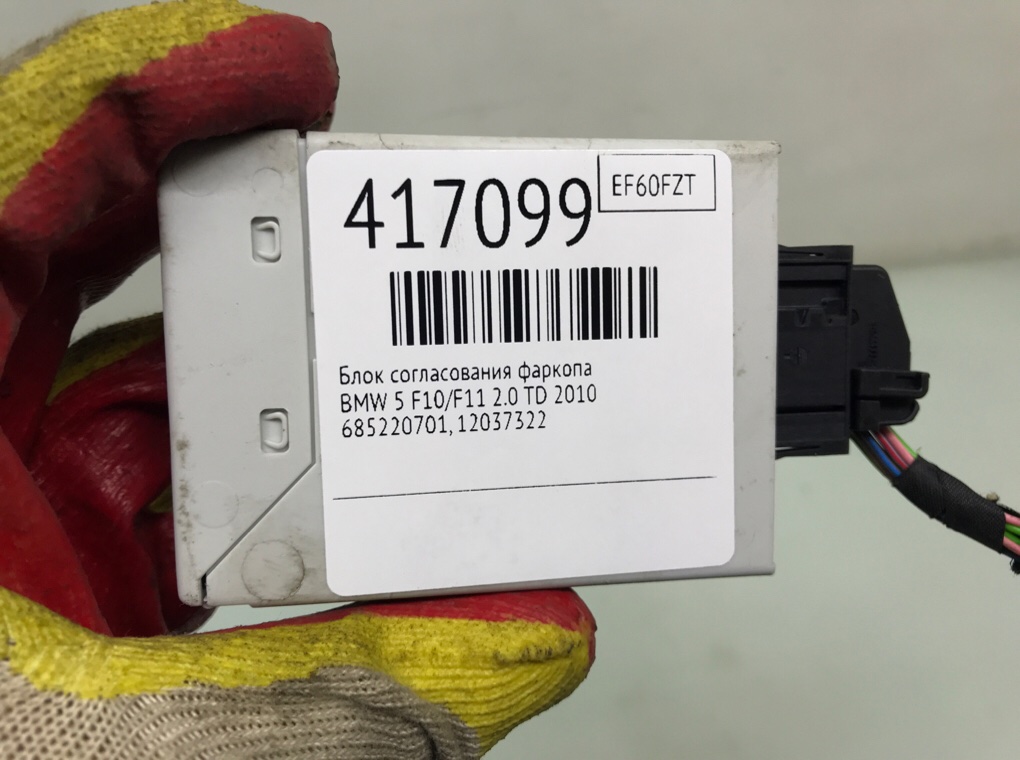 417099
EF60FZT
Блок согласования фаркопа
BMW 5 F10/F11 2.0 TD 2010
685220701, 12037322